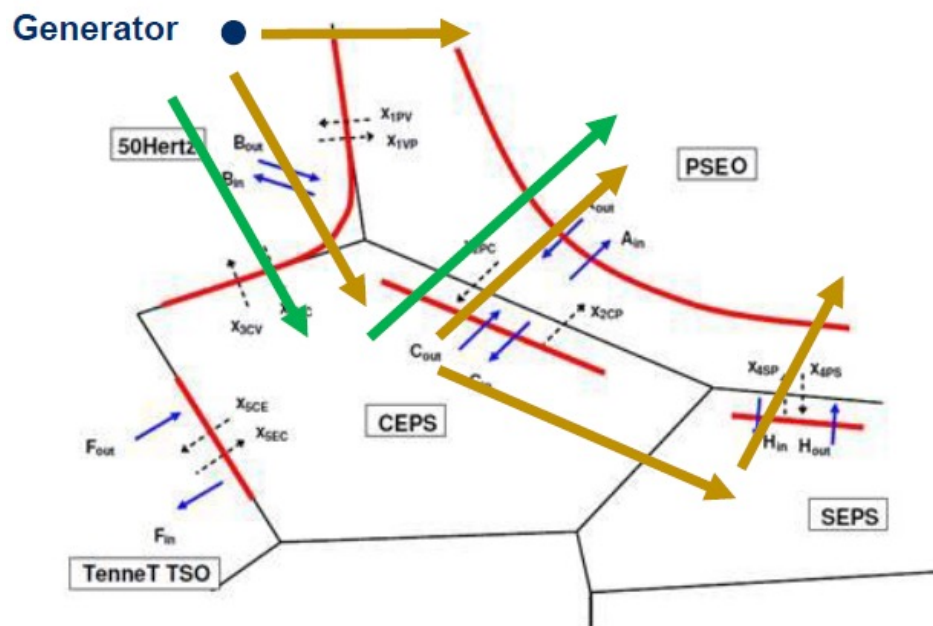 Generator
X1PV
X1VP
50Hertz
Bout
Bin
PSEO
Ain
X2PC
X2CP
X3CV
Cout
X4SP
X4PS
X5CE
CEPS
X5EC
Fout
Hin
Hout
SEPS
Fin
TenneT TSO